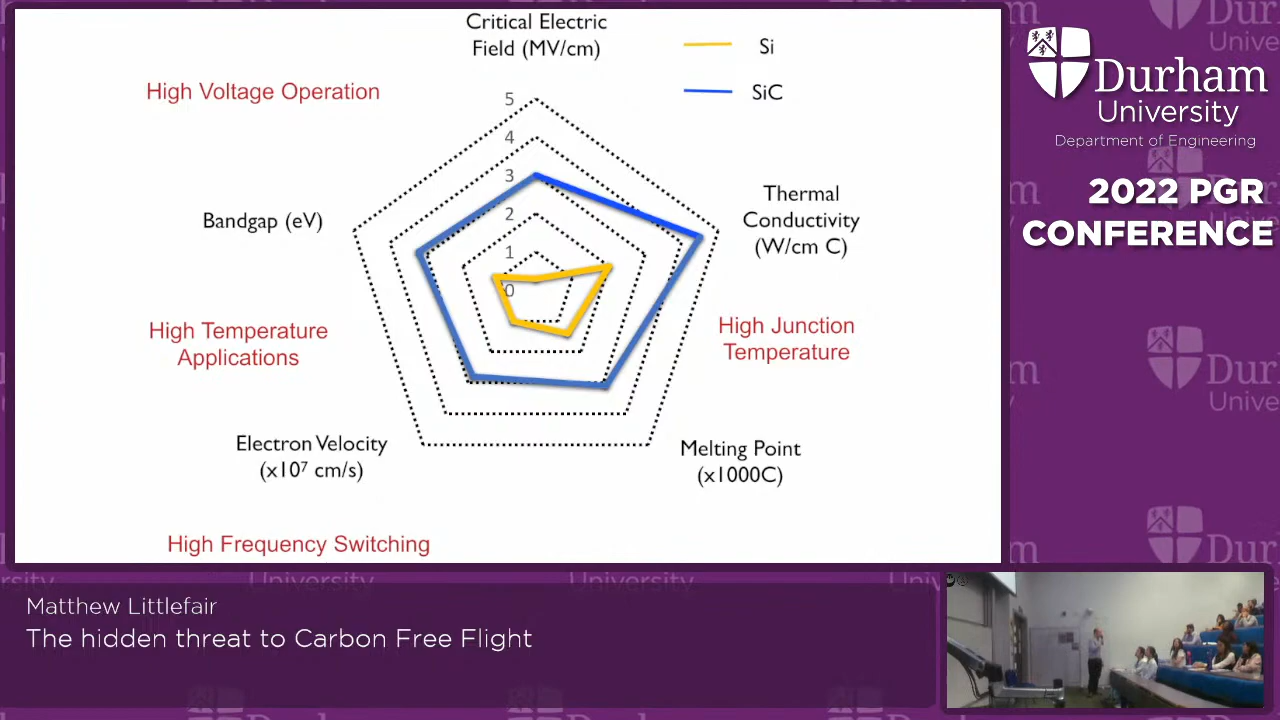 Critical Electric
Field (MV/cm)
Si
SiC
High Voltage Operation
5
4
3
2
1
0
Bandgap (eV)
Thermal
Conductivity
(W/cm C)
High Temperature
Applications
High Junction
Temperature
Electron Velocity
(x10⁷ cm/s)
Melting Point
(x1000C)
High Frequency Switching
Durham
University
Department of Engineering
2022 PGR
CONFERENCE
Matthew Littlefair
The hidden threat to Carbon Free Flight